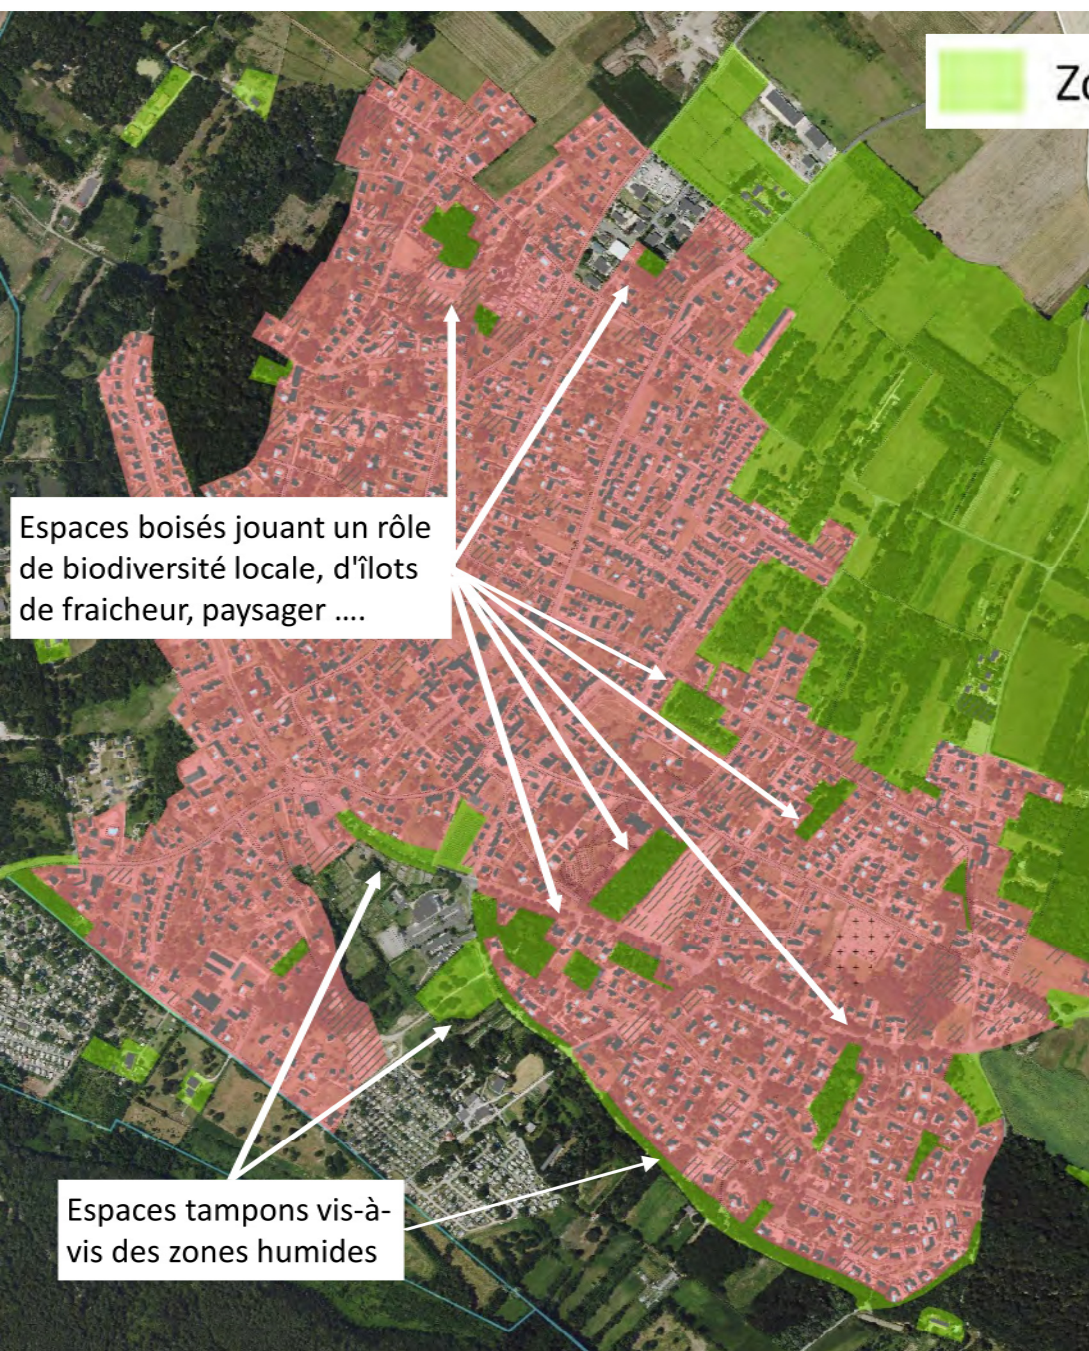 Espaces boisés jouant un rôle
de biodiversité locale, d'îlots
de fraicheur, paysager ....
Espaces tampons vis-à-
vis des zones humides